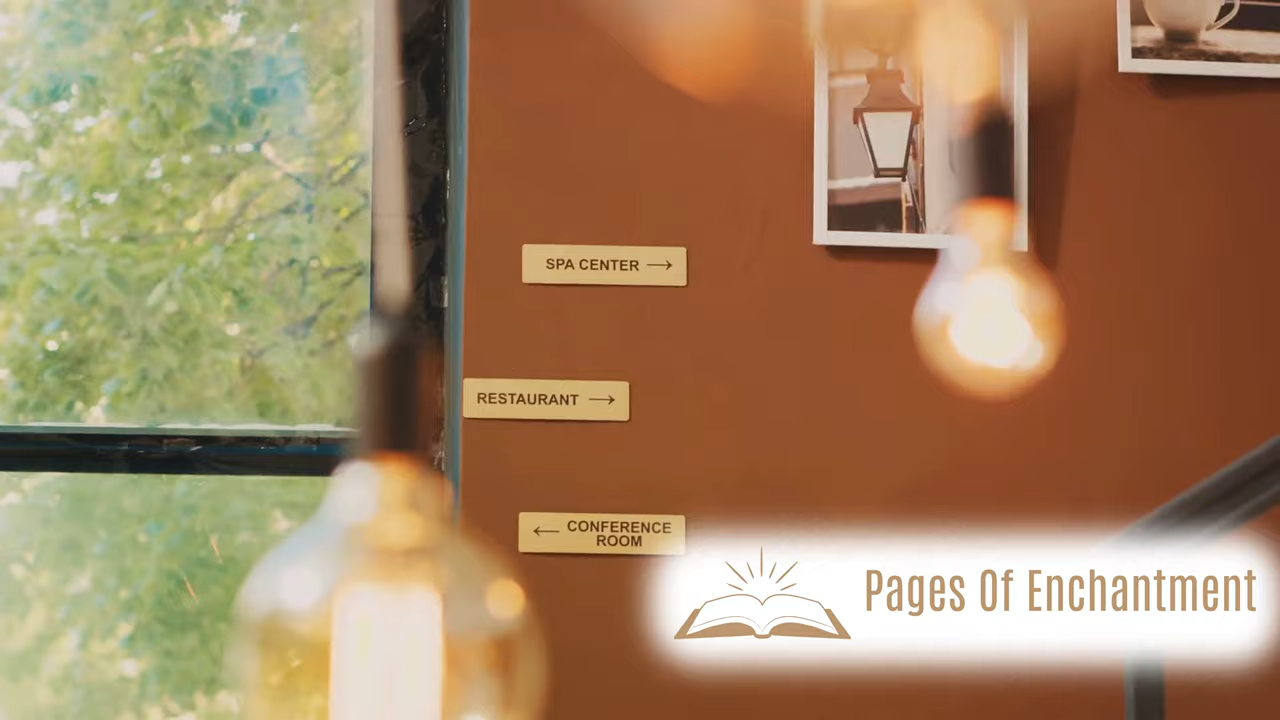 SPA CENTER →
RESTAURANT →
← CONFERENCE
ROOM
Pages Of Enchantment